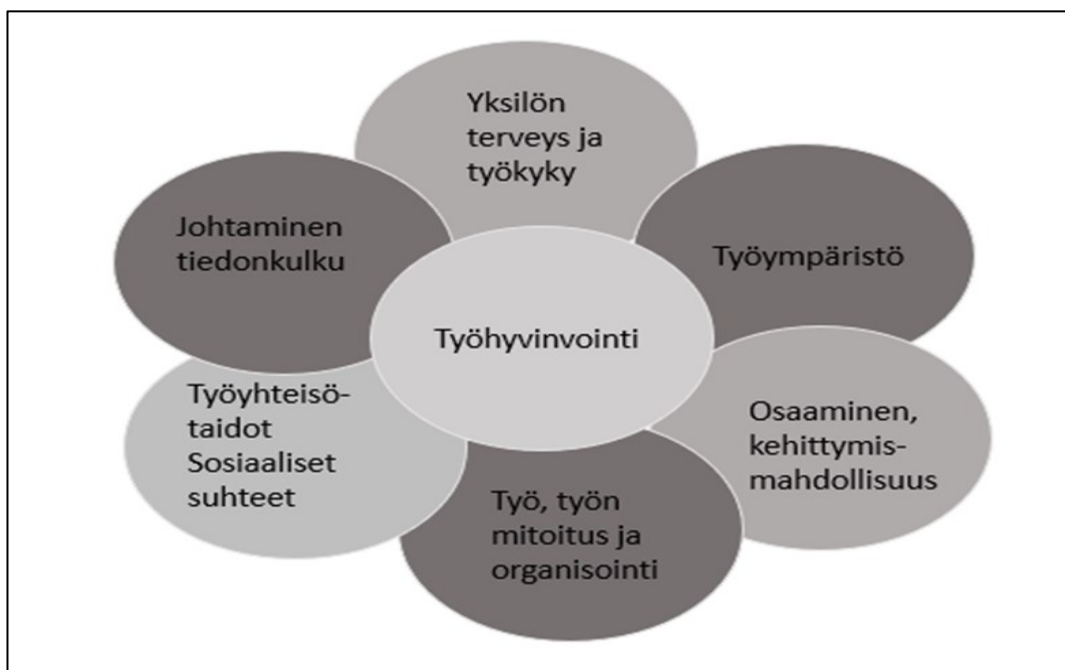 Yksilön
terveys ja
työkyky
Johtaminen
tiedonkulku
Työympäristö
Työhyvinvointi
Työyhteisö-
taidot
Sosiaaliset
suhteet
Osaaminen,
kehittymis-
mahdollisuus
Työ, työn
mitoitus ja
organisointi